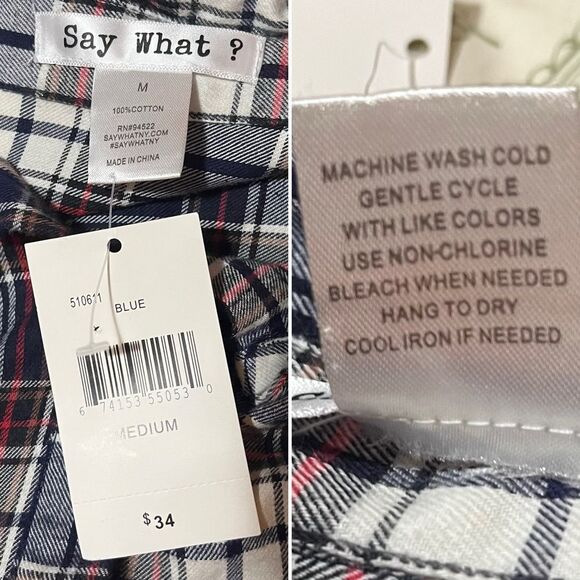 Say What ?
M
100%COTTON
RN#94522
SAYWHATNY.COM
#SAYWHATNY
MADE IN CHINA
510611 BLUE
6 74153 55053 0
MEDIUM
$34
MACHINE WASH COLD
GENTLE CYCLE
WITH LIKE COLORS
USE NON-CHLORINE
BLEACH WHEN NEEDED
HANG TO DRY
COOL IRON IF NEEDED